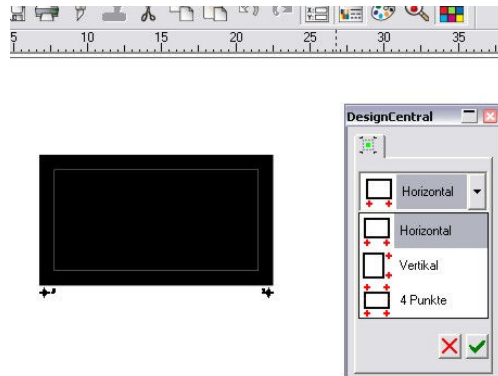 5 10 15 20 25 30 35
DesignCentral
Horizontal
Horizontal
Vertikal
4 Punkte